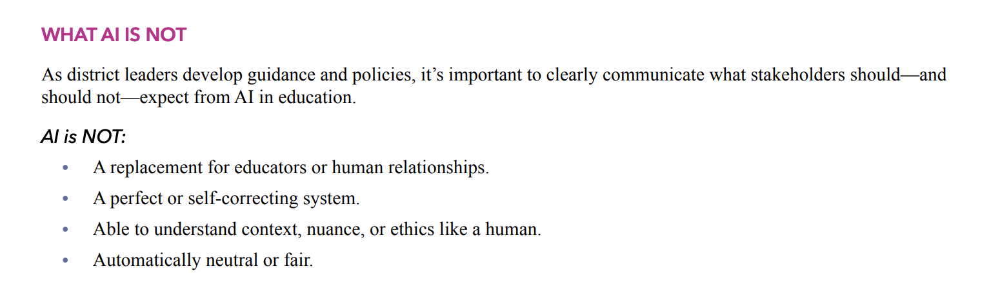 WHAT AI IS NOT
As district leaders develop guidance and policies, it’s important to clearly communicate what stakeholders should—and
should not—expect from AI in education.
AI is NOT:
• A replacement for educators or human relationships.
• A perfect or self-correcting system.
• Able to understand context, nuance, or ethics like a human.
• Automatically neutral or fair.